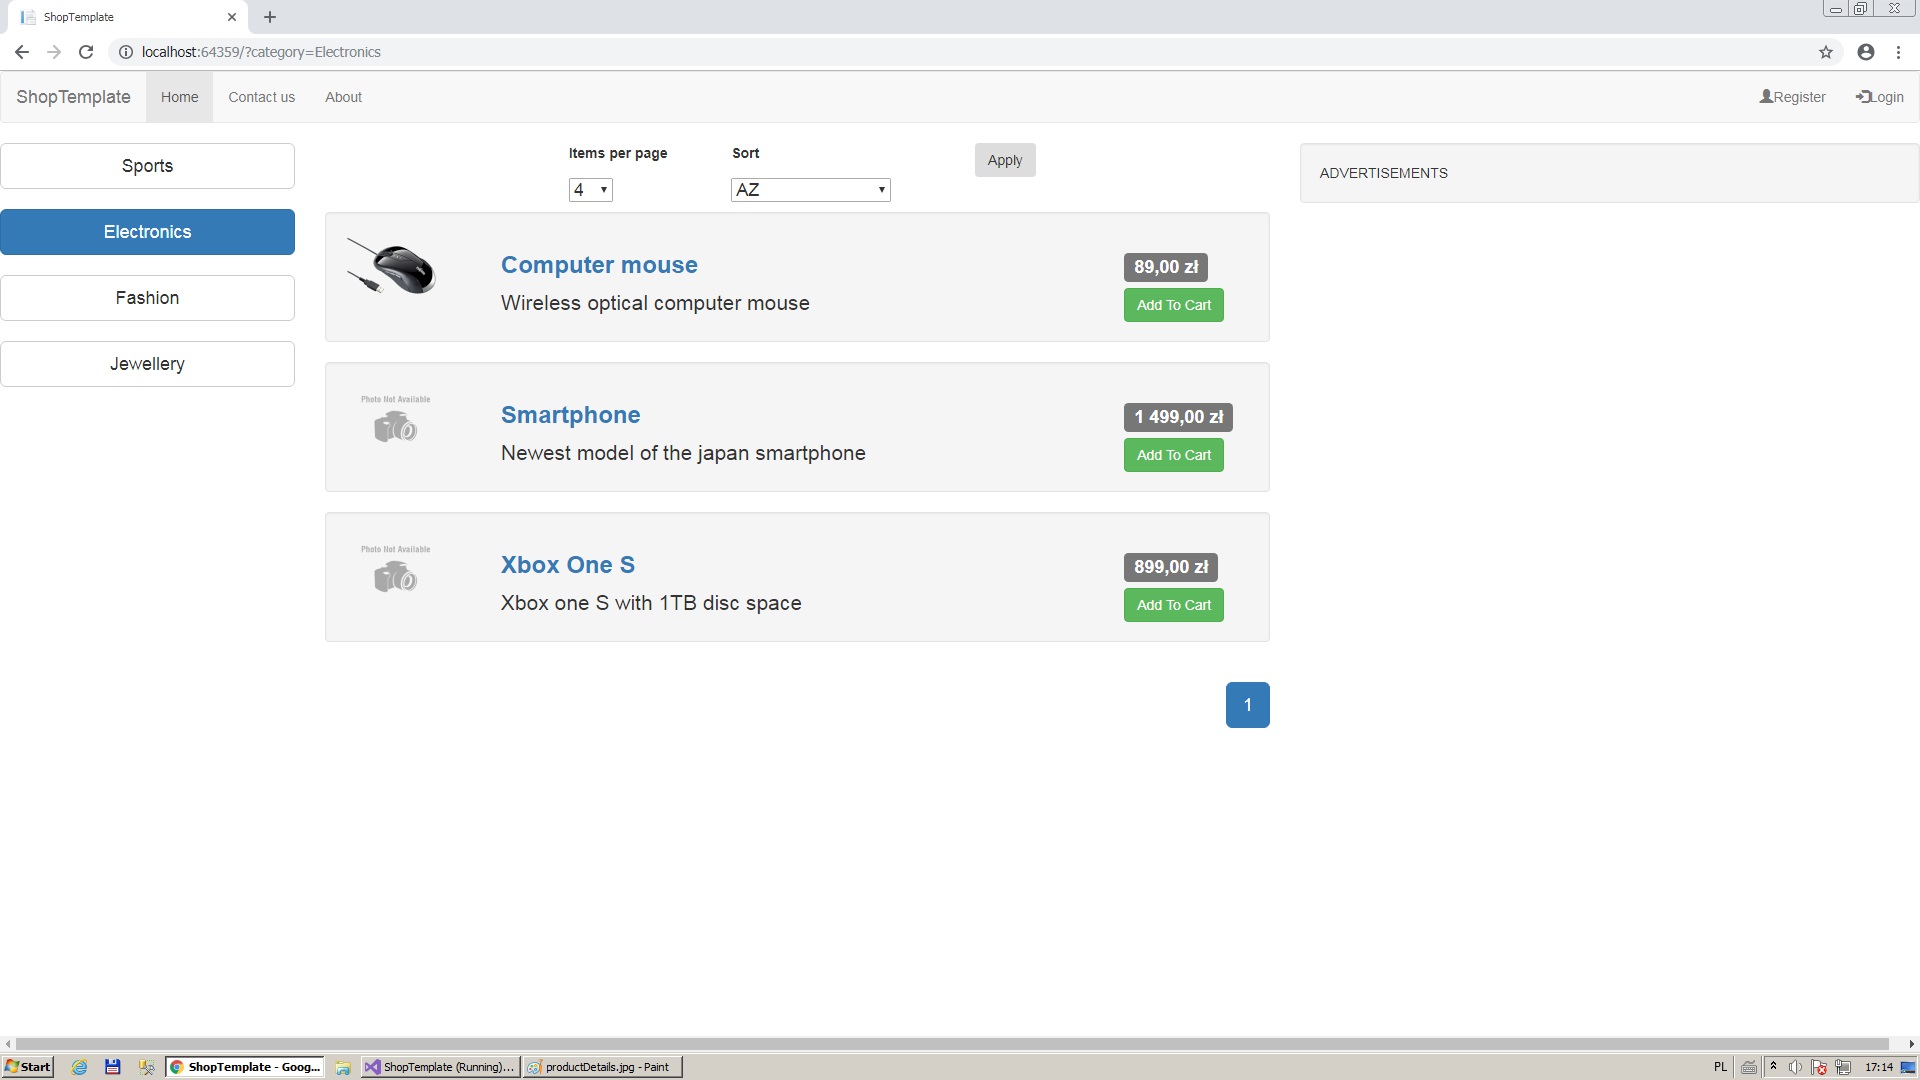 ShopTemplate
localhost:64359/?category=Electronics
ShopTemplate Home Contact us About Register Login
Sports
Electronics
Fashion
Jewellery
Items per page Sort
4 AZ Apply
ADVERTISEMENTS
Computer mouse
Wireless optical computer mouse
89,00 zł
Add To Cart
Photo Not Available
Smartphone
Newest model of the japan smartphone
1 499,00 zł
Add To Cart
Photo Not Available
Xbox One S
Xbox one S with 1TB disc space
899,00 zł
Add To Cart
1
Start ShopTemplate - Goog... ShopTemplate (Running)... productDetails.jpg - Paint PL 17:14